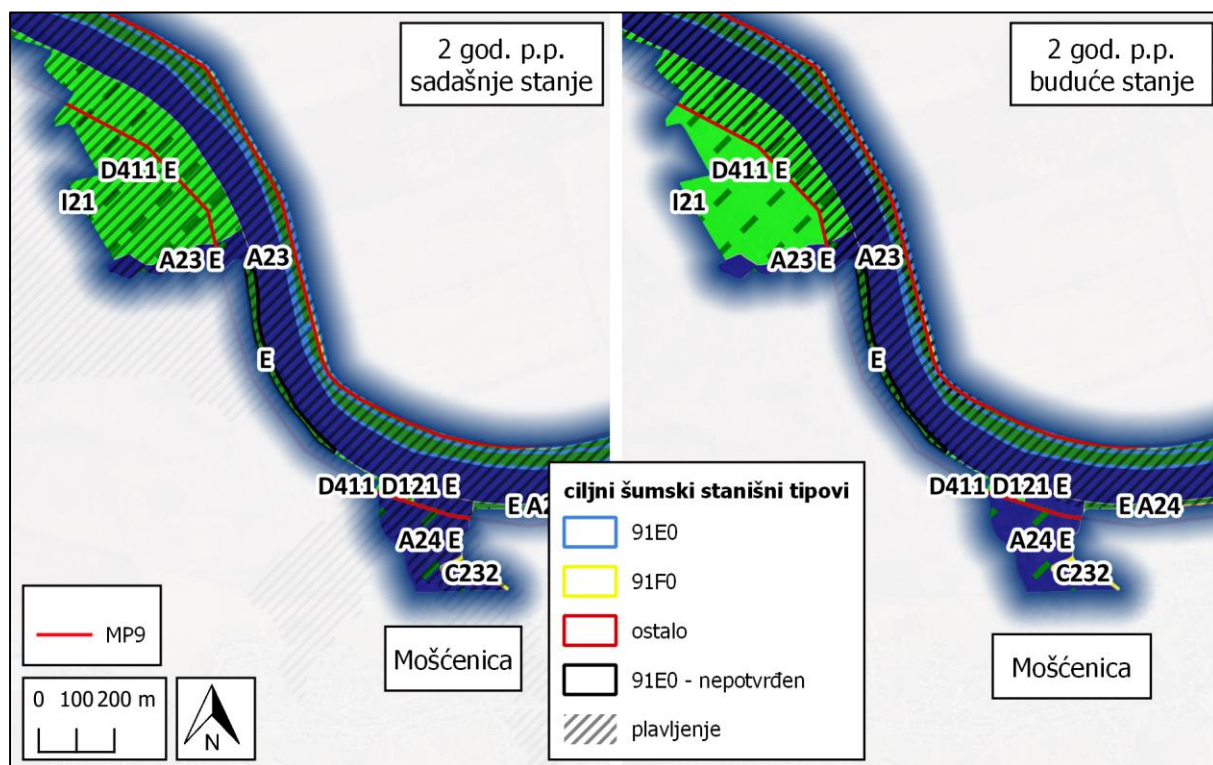 2 god. p.p.
sadašnje stanje
D411 E
I21
A23 E
A23
E
D411 D121 E
E A2
A24 E
C232
MP9
0 100 200 m
N
Mošćenica
2 god. p.p.
buduće stanje
D411 E
I21
A23 E
A23
E
D411 D121 E
E A24
A24 E
C232
Mošćenica
ciljni šumski stanišni tipovi
91E0
91F0
ostalo
91E0 - nepotvrđen
plavljenje